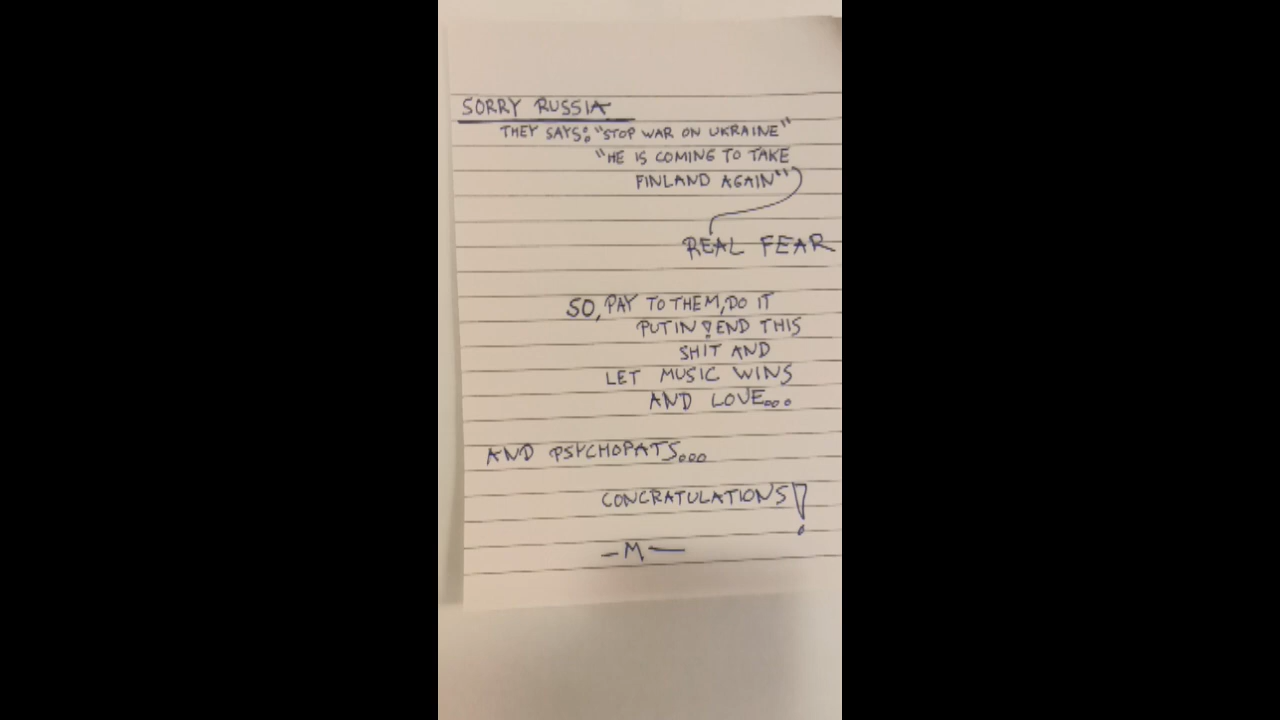 SORRY RUSSIA
THEY SAYS: "STOP WAR ON UKRAINE"
"HE IS COMING TO TAKE
FINLAND AGAIN"
REAL FEAR
SO, PAY TO THEM, DO IT
PUTIN! END THIS
SHIT AND
LET MUSIC WINS
AND LOVE...
AND PSYCHOPATS...
CONCRATULATIONS!
-M-